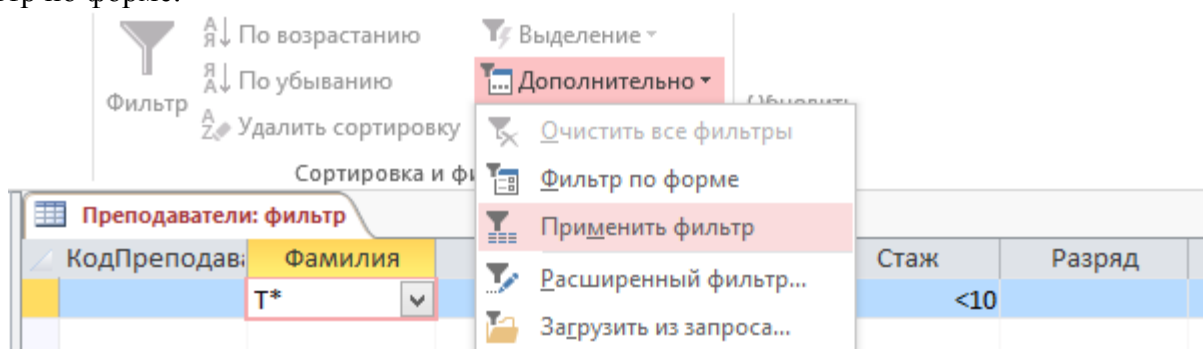 По возрастанию
Выделение
По убыванию
Дополнительно
Фильтр
Удалить сортировку
Очистить все фильтры
Сортировка и
Фильтр по форме
Преподаватели: фильтр
Применить фильтр
КодПреподава Фамилия Стаж Разряд
Расширенный фильтр...
Т* <10
Загрузить из запроса...